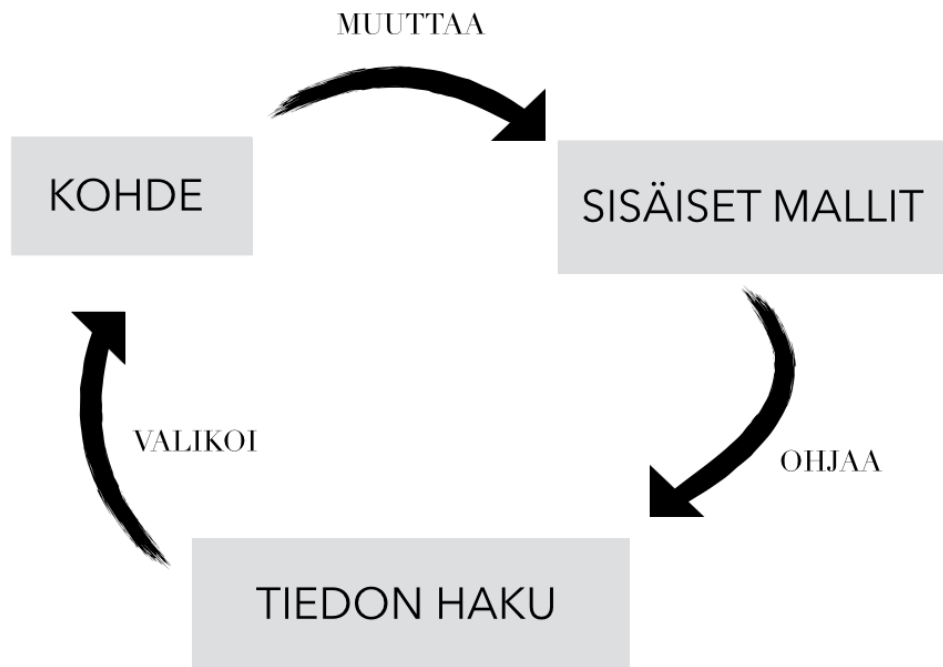 MUUTTAA
KOHDE
SISÄISET MALLIT
VALIKOI
OHJAA
TIEDON HAKU